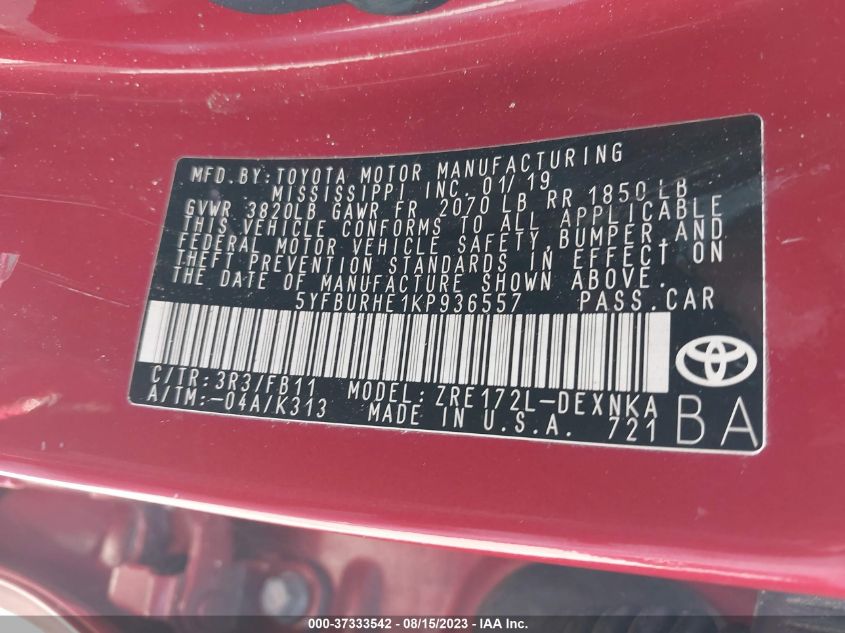 MFD.BY:TOYOTA MOTOR MANUFACTURING
MISSISSIPPI INC. 01/19
GVWR 3820LB GAWR FR 2070 LB RR 1850 LB
THIS VEHICLE CONFORMS TO ALL APPLICABLE
FEDERAL MOTOR VEHICLE SAFETY,BUMPER,AND
THEFT PREVENTION STANDARDS IN EFFECT ON
THE DATE OF MANUFACTURE SHOWN ABOVE.
5YFBURHE1KP936557 PASS.CAR
C/TR:3R3/FB11 MODEL:ZRE172L-DEXNKA
A/TM:-04A/K313 MADE IN U.S.A. 721
BA
000-37333542 - 08/15/2023 - IAA Inc.